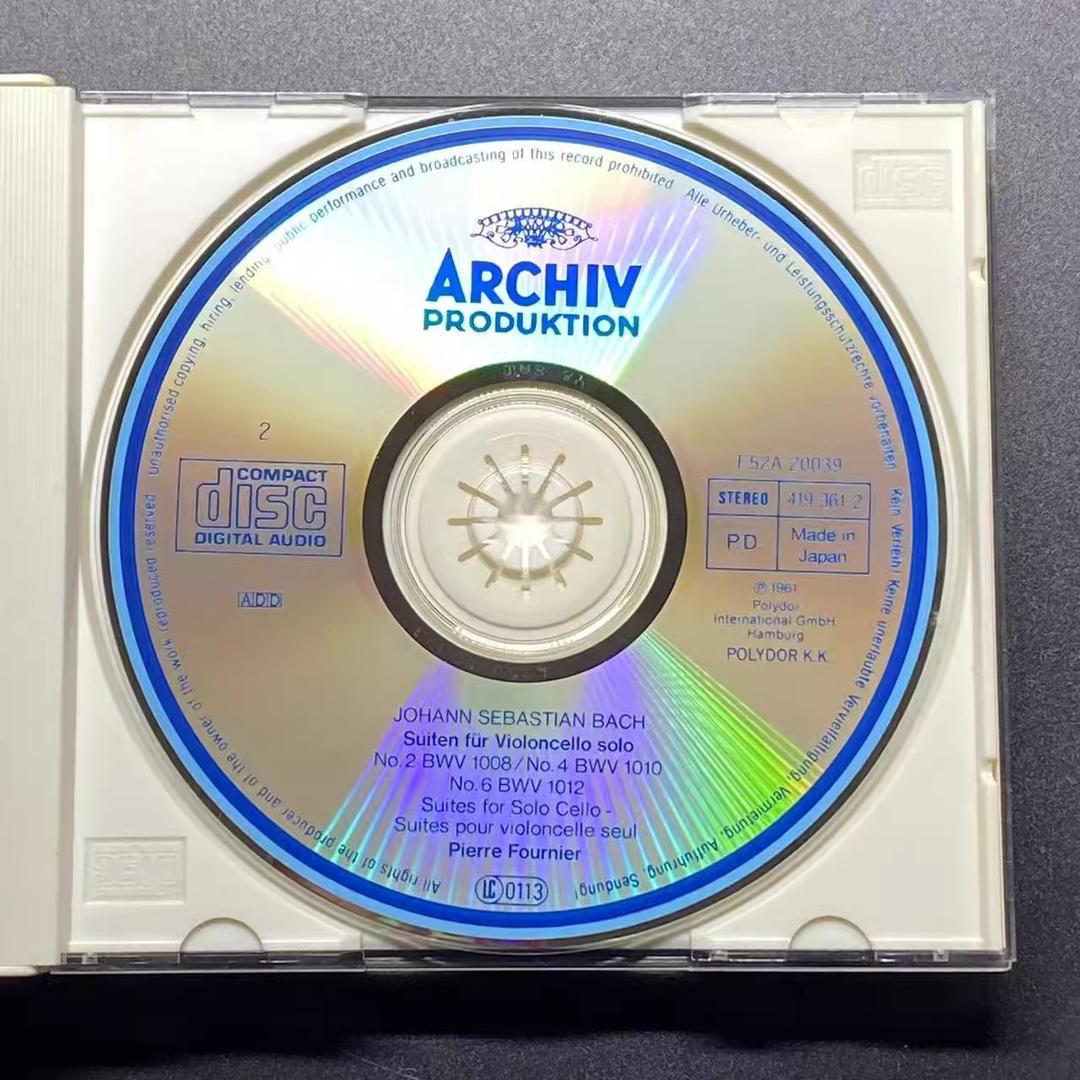 unauthorised copying, hiring, lending, public performance and broadcasting of this record prohibited
Alle Urheber- und Leistungsschutzrechte vorbehalten
Kein Verleih! Keine unerlaubte Vervielfältigung, Vermietung, Aufführung, Sendung!
All rights of the producer and of the owner of the work reproduced reserved
ARCHIV
PRODUKTION
2
COMPACT
disc
DIGITAL AUDIO
ADD
F52A 20039
STEREO
419 361-2
P.D.
Made in
Japan
℗ 1961
Polydor
International GmbH
Hamburg
POLYDOR K.K.
JOHANN SEBASTIAN BACH
Suiten für Violoncello solo
No.2 BWV 1008/No.4 BWV 1010
No.6 BWV 1012
Suites for Solo Cello -
Suites pour violoncelle seul
Pierre Fournier
LC 0113
disc